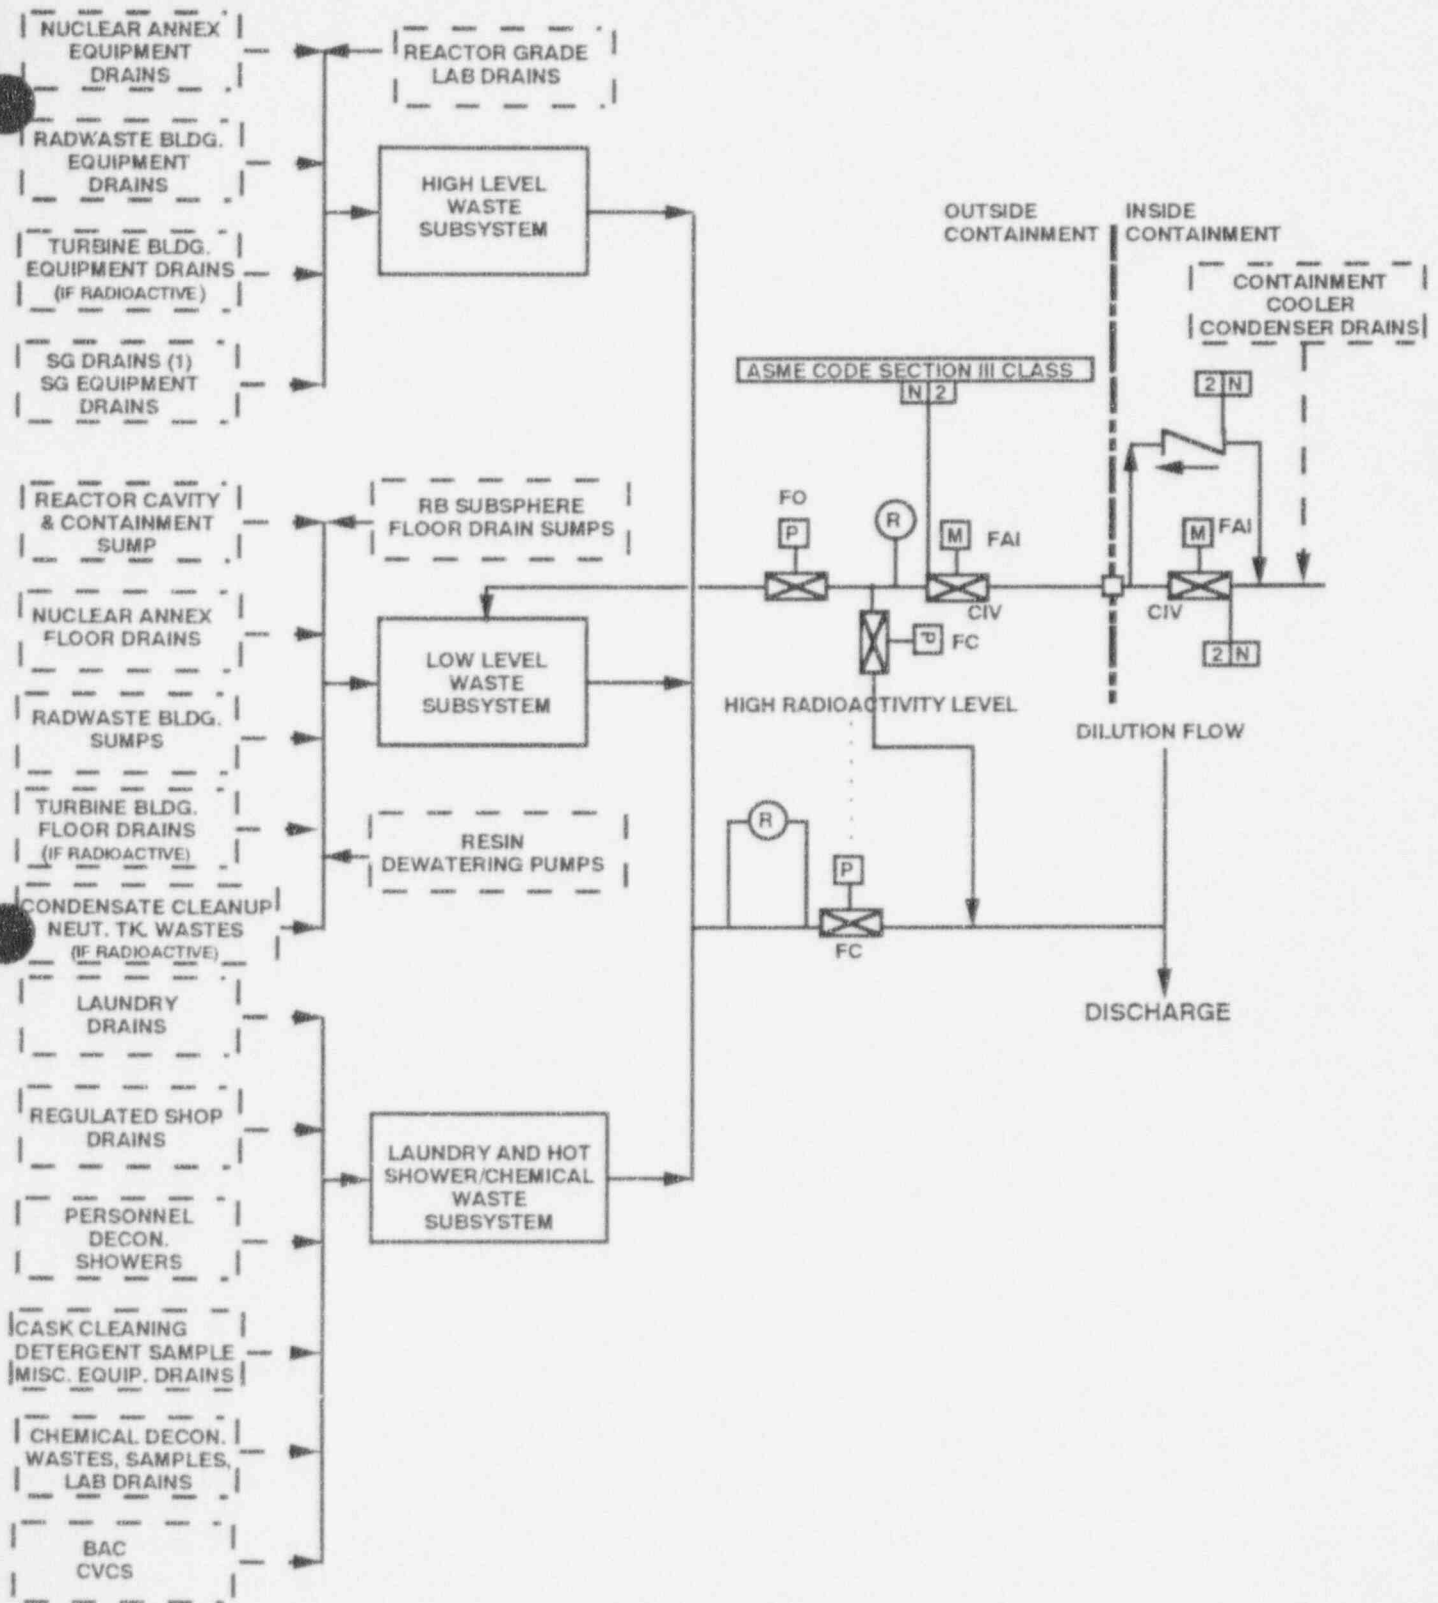 NUCLEAR ANNEX
EQUIPMENT
DRAINS
REACTOR GRADE
LAB DRAINS
RADWASTE BLDG.
EQUIPMENT
DRAINS
HIGH LEVEL
WASTE
SUBSYSTEM
TURBINE BLDG.
EQUIPMENT DRAINS
(IF RADIOACTIVE)
SG DRAINS (1)
SG EQUIPMENT
DRAINS
OUTSIDE
CONTAINMENT
INSIDE
CONTAINMENT
CONTAINMENT
COOLER
CONDENSER DRAINS
ASME CODE SECTION III CLASS
N 2
2 N
REACTOR CAVITY
& CONTAINMENT
SUMP
RB SUBSPHERE
FLOOR DRAIN SUMPS
FO
P
R
M
FAI
CIV
M
FAI
CIV
2 N
P
FC
NUCLEAR ANNEX
FLOOR DRAINS
LOW LEVEL
WASTE
SUBSYSTEM
RADWASTE BLDG.
SUMPS
HIGH RADIOACTIVITY LEVEL
DILUTION FLOW
TURBINE BLDG.
FLOOR DRAINS
(IF RADIOACTIVE)
RESIN
DEWATERING PUMPS
R
P
FC
CONDENSATE CLEANUP
NEUT. TK. WASTES
(IF RADIOACTIVE)
DISCHARGE
LAUNDRY
DRAINS
REGULATED SHOP
DRAINS
LAUNDRY AND HOT
SHOWER/CHEMICAL
WASTE
SUBSYSTEM
PERSONNEL
DECON.
SHOWERS
CASK CLEANING
DETERGENT SAMPLE
MISC. EQUIP. DRAINS
CHEMICAL DECON.
WASTES, SAMPLES,
LAB DRAINS
BAC
CVCS